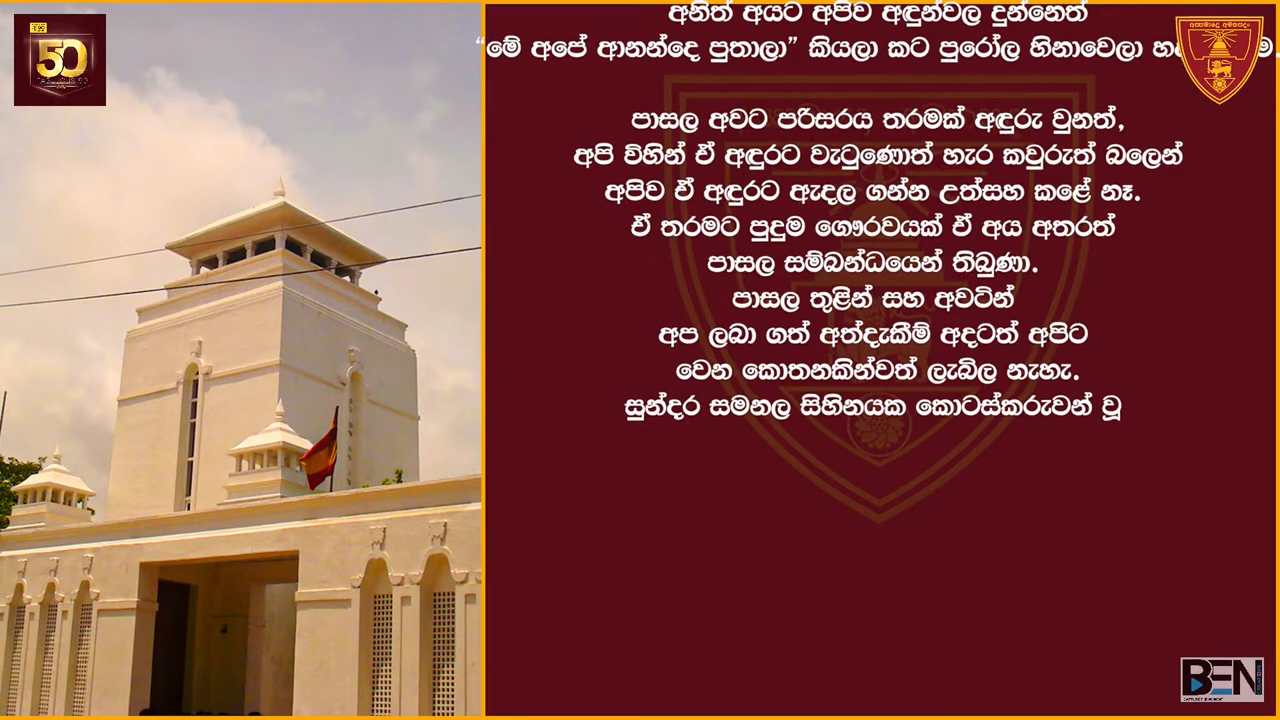 50
අනිත් අයට අපිව අඳුන්වල දුන්නෙත්
“මේ අපේ ආනන්දෙ පුතාලා” කියලා කට පුරෝල හිනාවෙලා
පාසල අවට පරිසරය තරමක් අඳුරු වුනත්,
අපි විහින් ඒ අඳුරට වැටුණොත් හැර කවුරුත් බලෙන්
අපිව ඒ අඳුරට ඇදල ගන්න උත්සහ කළේ නෑ.
ඒ තරමට පුදුම ගෞරවයක් ඒ අය අතරත්
පාසල සම්බන්ධයෙන් තිබුණා.
පාසල තුළින් සහ අවටින්
අප ලබා ගත් අත්දැකීම් අදටත් අපිට
වෙන කොතනකින්වත් ලැබිල නැහැ.
සුන්දර සමනල සිහිනයක කොටස්කරුවන් වූ
BEN